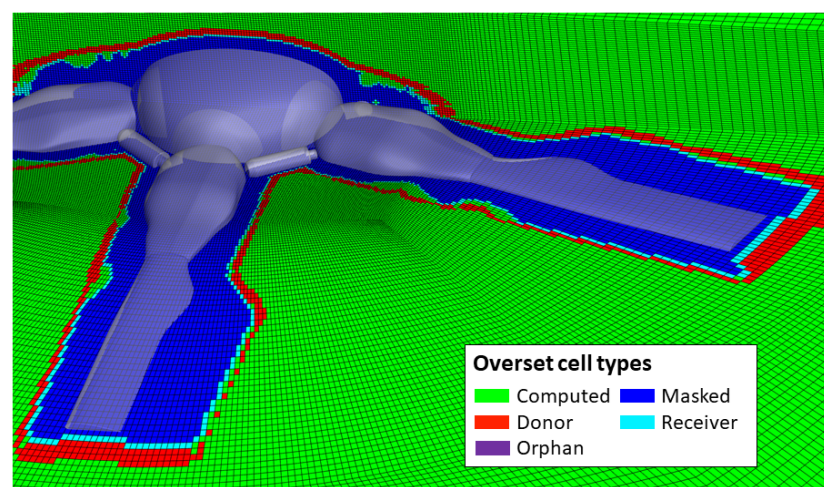 Overset cell types
Computed Masked
Donor Receiver
Orphan